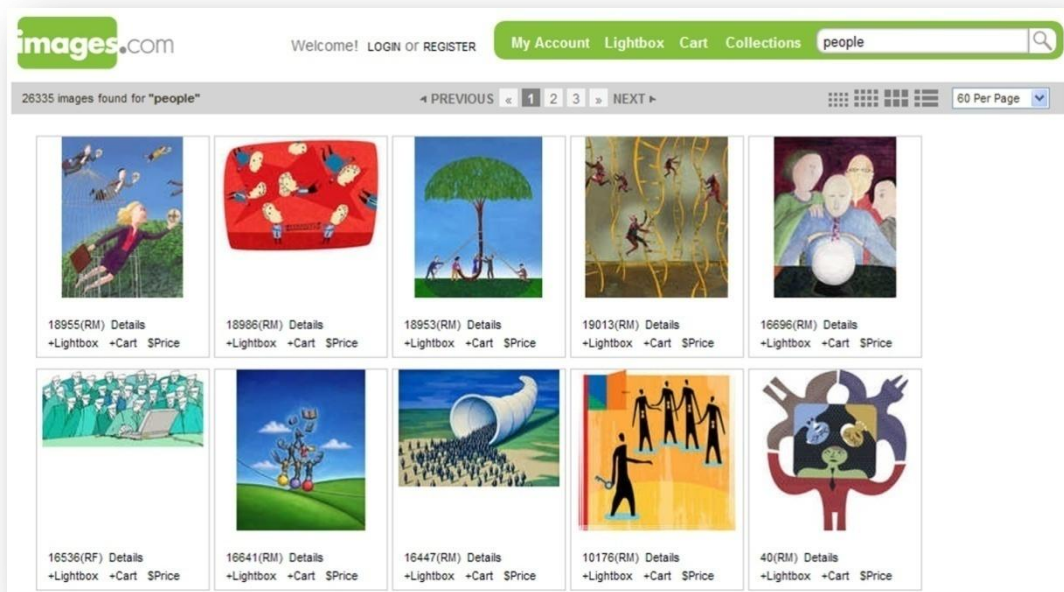 images.com
Welcome! LOGIN or REGISTER
My Account Lightbox Cart Collections people
26335 images found for "people"
PREVIOUS « 1 2 3 » NEXT
60 Per Page
18955(RM) Details
+Lightbox +Cart $Price
18986(RM) Details
+Lightbox +Cart $Price
18953(RM) Details
+Lightbox +Cart $Price
19013(RM) Details
+Lightbox +Cart $Price
16696(RM) Details
+Lightbox +Cart $Price
16536(RF) Details
+Lightbox +Cart $Price
16641(RM) Details
+Lightbox +Cart $Price
16447(RM) Details
+Lightbox +Cart $Price
10176(RM) Details
+Lightbox +Cart $Price
40(RM) Details
+Lightbox +Cart $Price